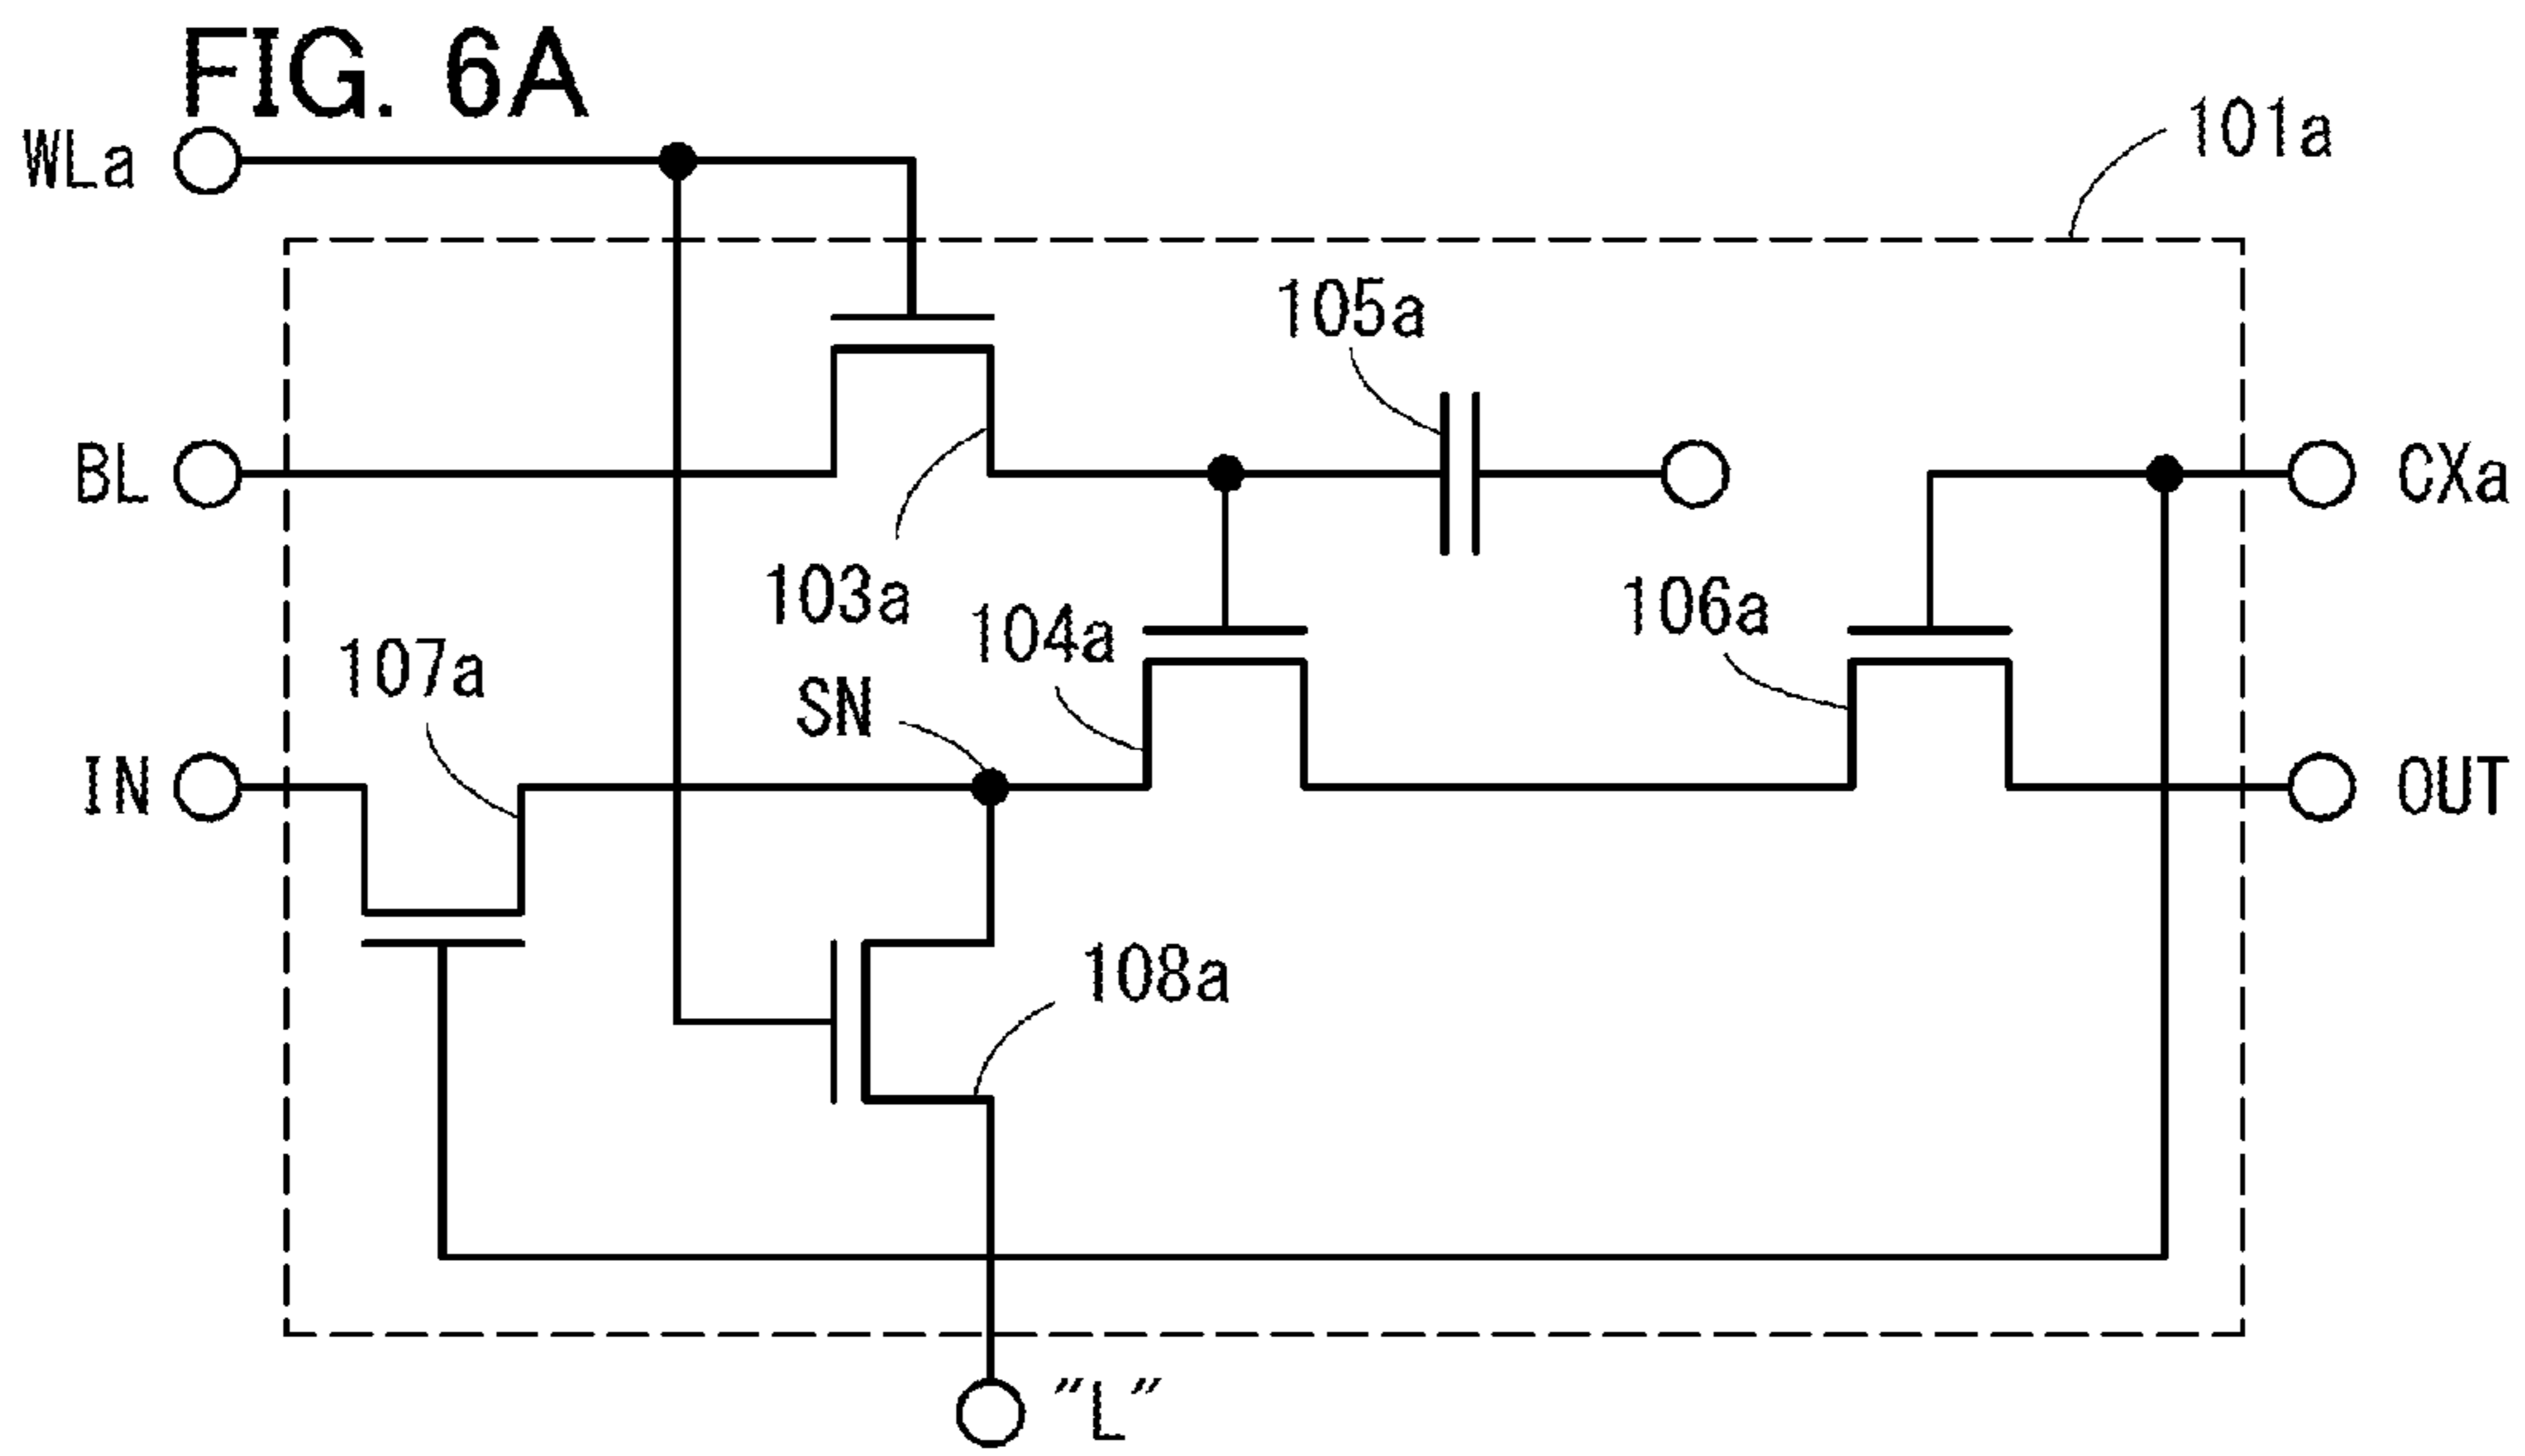 FIG. 6A
WLa
101a
105a
BL
CXa
103a
104a
106a
107a
SN
IN
OUT
108a
"L"